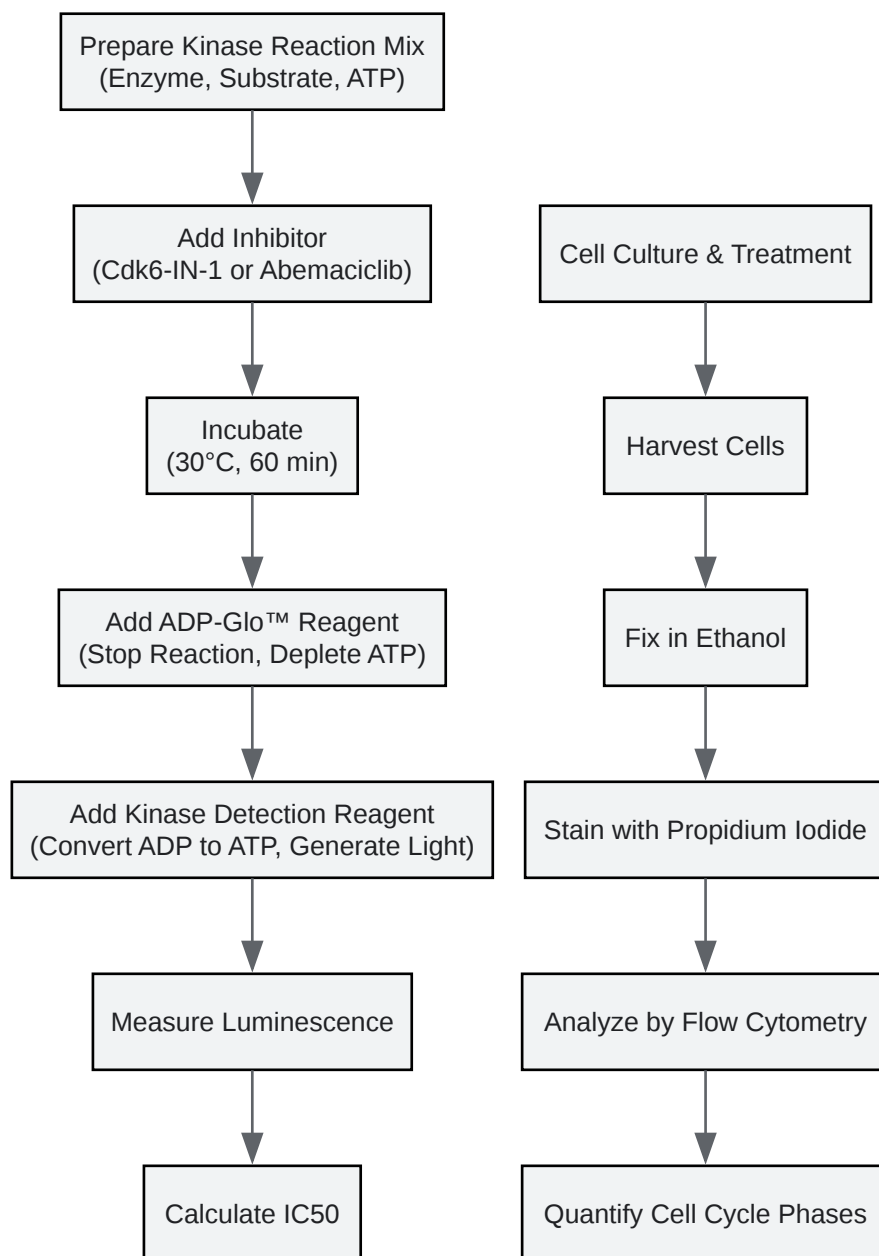 Prepare Kinase Reaction Mix
(Enzyme, Substrate, ATP)
Add Inhibitor
(Cdk6-IN-1 or Abemaciclib)
Incubate
(30°C, 60 min)
Add ADP-Glo™ Reagent
(Stop Reaction, Deplete ATP)
Add Kinase Detection Reagent
(Convert ADP to ATP, Generate Light)
Measure Luminescence
Calculate IC50
Cell Culture & Treatment
Harvest Cells
Fix in Ethanol
Stain with Propidium Iodide
Analyze by Flow Cytometry
Quantify Cell Cycle Phases